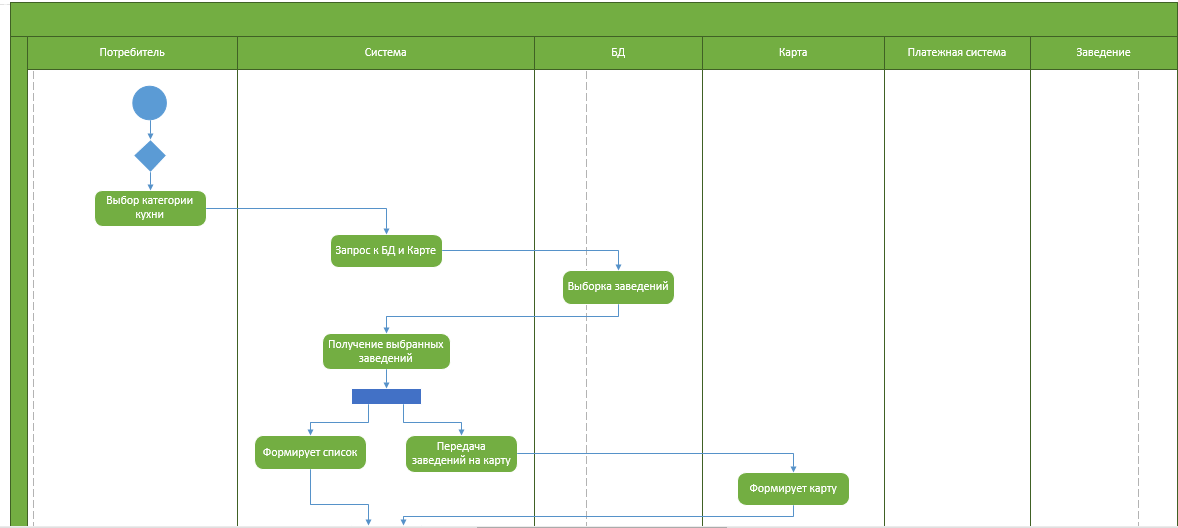 Потребитель
Система
БД
Карта
Платежная система
Заведение
Выбор категории
кухни
Запрос к БД и Карте
Выборка заведений
Получение выбранных
заведений
Формирует список
Передача
заведений на карту
Формирует карту